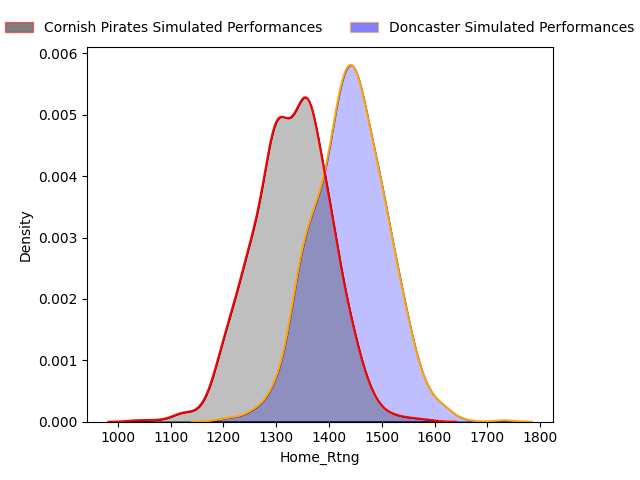 Cornish Pirates Simulated Performances Doncaster Simulated Performances
0.006
0.005
0.004
0.003
0.002
0.001
0.000
Density
1000 1100 1200 1300 1400 1500 1600 1700 1800
Home_Rtng